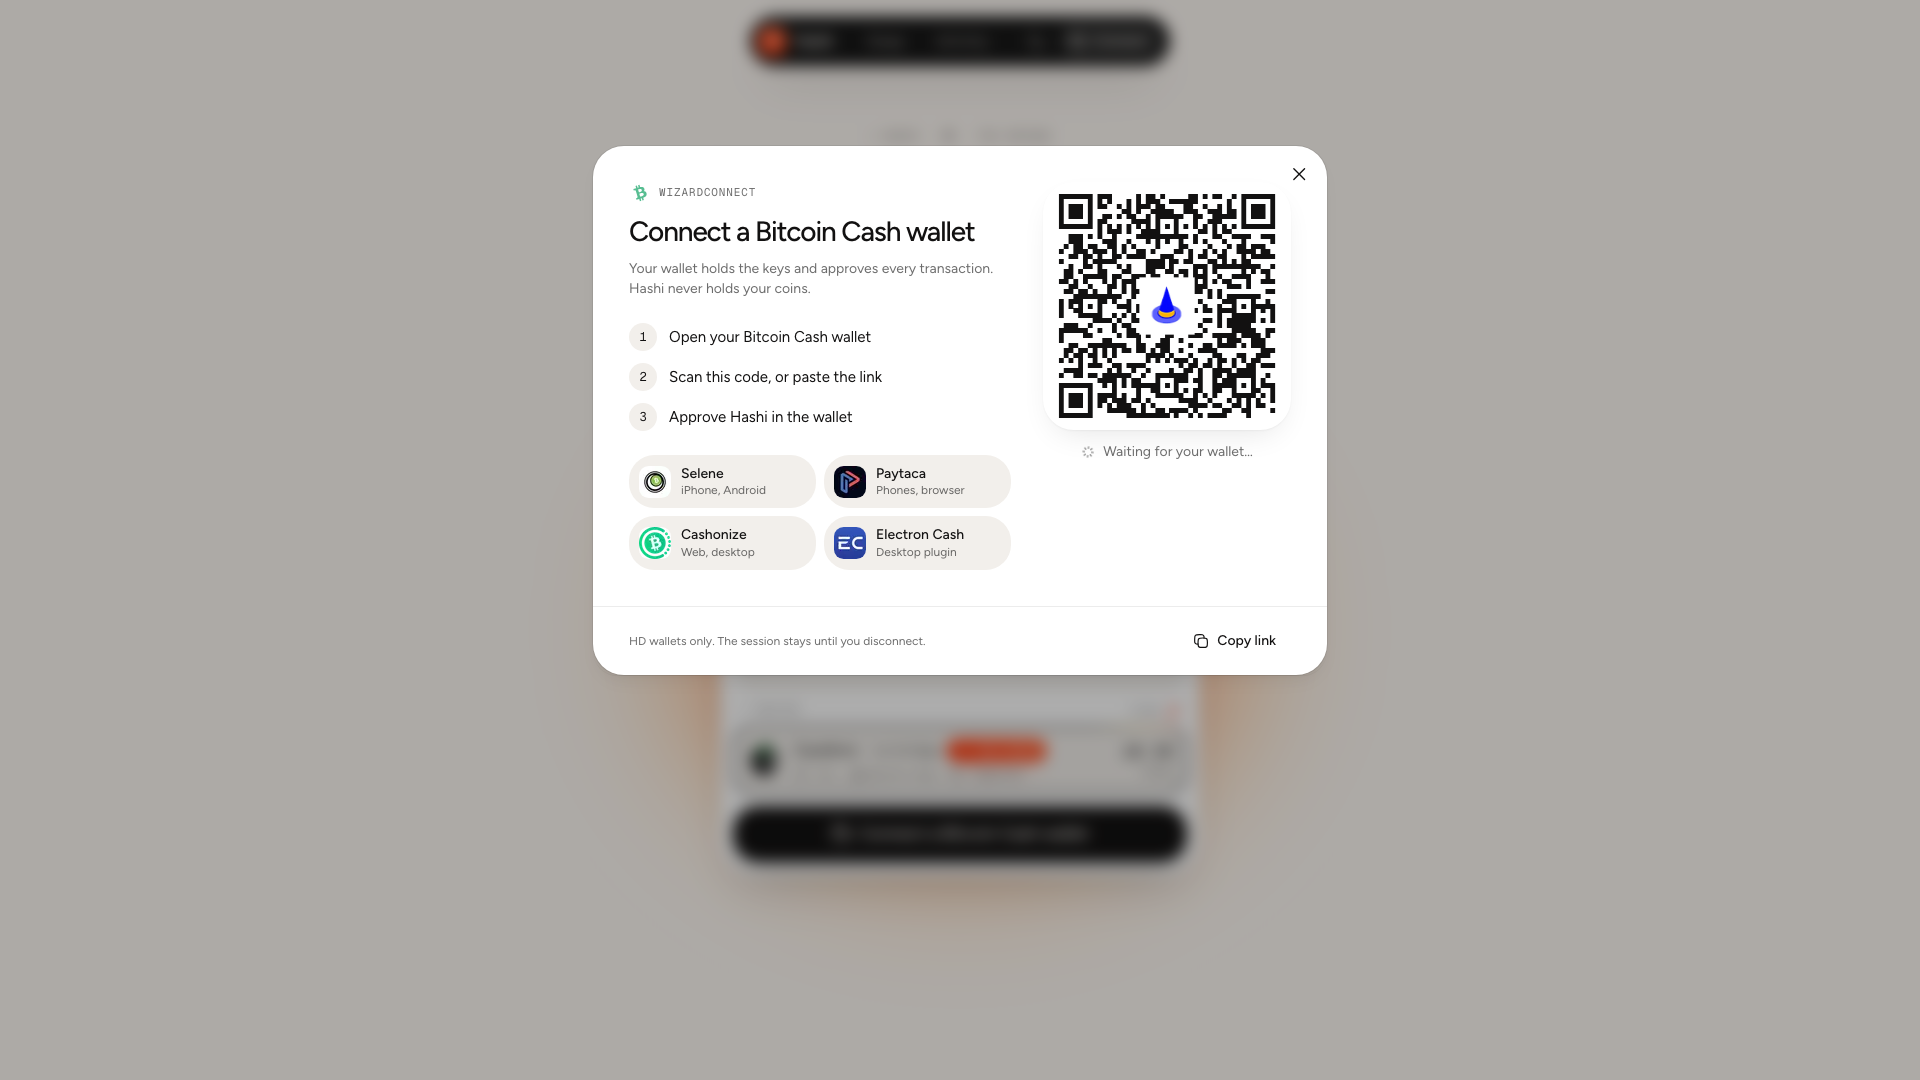 WIZARDCONNECT
Connect a Bitcoin Cash wallet
Your wallet holds the keys and approves every transaction.
Hashi never holds your coins.
1 Open your Bitcoin Cash wallet
2 Scan this code, or paste the link
3 Approve Hashi in the wallet
Selene
iPhone, Android
Paytaca
Phones, browser
Cashonize
Web, desktop
EC
Electron Cash
Desktop plugin
Waiting for your wallet...
HD wallets only. The session stays until you disconnect.
Copy link